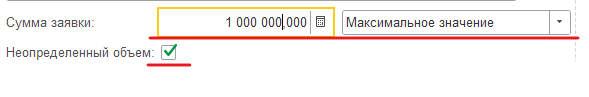 Сумма заявки: 1 000 000,000 Максимальное значение
Неопределенный объем: